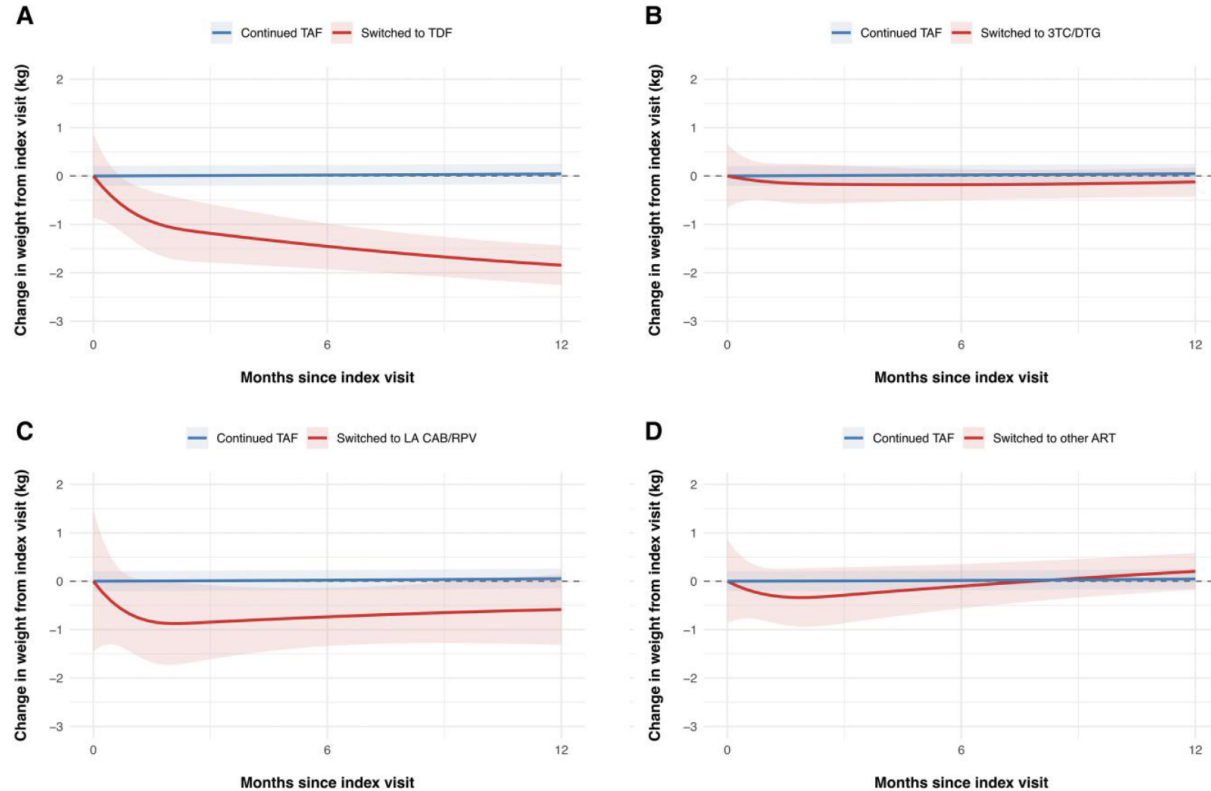 A
Continued TAF Switched to TDF
Change in weight from index visit (kg)
2
1
0
−1
−2
−3
0 6 12
Months since index visit
B
Continued TAF Switched to 3TC/DTG
Change in weight from index visit (kg)
2
1
0
−1
−2
−3
0 6 12
Months since index visit
C
Continued TAF Switched to LA CAB/RPV
Change in weight from index visit (kg)
2
1
0
−1
−2
−3
0 6 12
Months since index visit
D
Continued TAF Switched to other ART
Change in weight from index visit (kg)
2
1
0
−1
−2
−3
0 6 12
Months since index visit